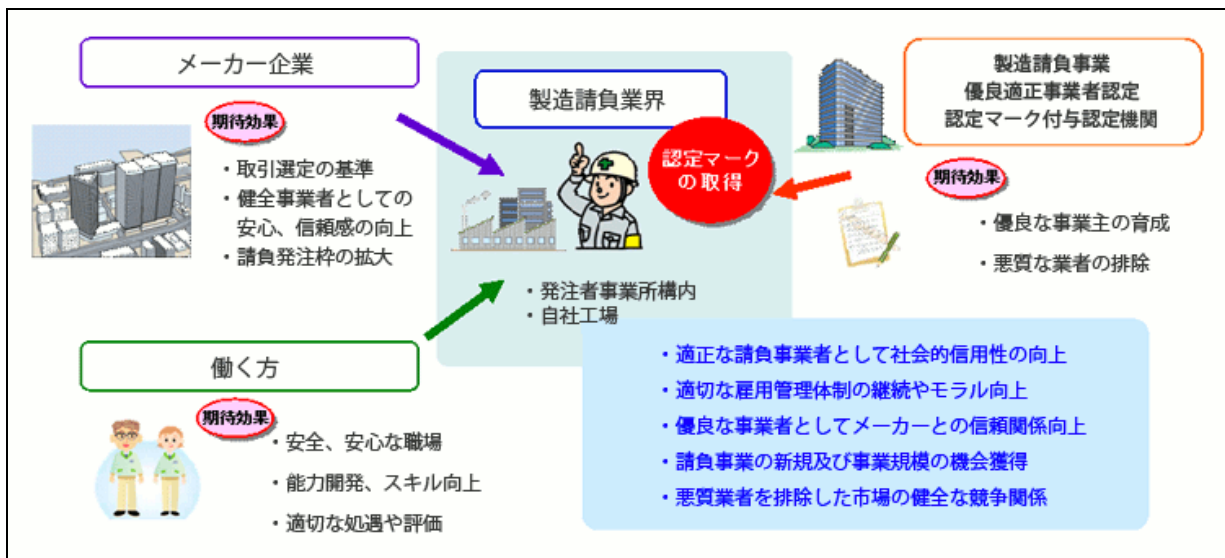 メーカー企業
期待効果
・取引選定の基準
・健全事業者としての
安心、信頼感の向上
・請負発注枠の拡大
製造請負業界
認定マーク
の取得
・発注者事業所構内
・自社工場
製造請負事業
優良適正事業者認定
認定マーク付与認定機関
期待効果
・優良な事業主の育成
・悪質な業者の排除
働く方
期待効果
・安全、安心な職場
・能力開発、スキル向上
・適切な処遇や評価
・適正な請負事業者として社会的信用性の向上
・適切な雇用管理体制の継続やモラル向上
・優良な事業者としてメーカーとの信頼関係向上
・請負事業の新規及び事業規模の機会獲得
・悪質業者を排除した市場の健全な競争関係